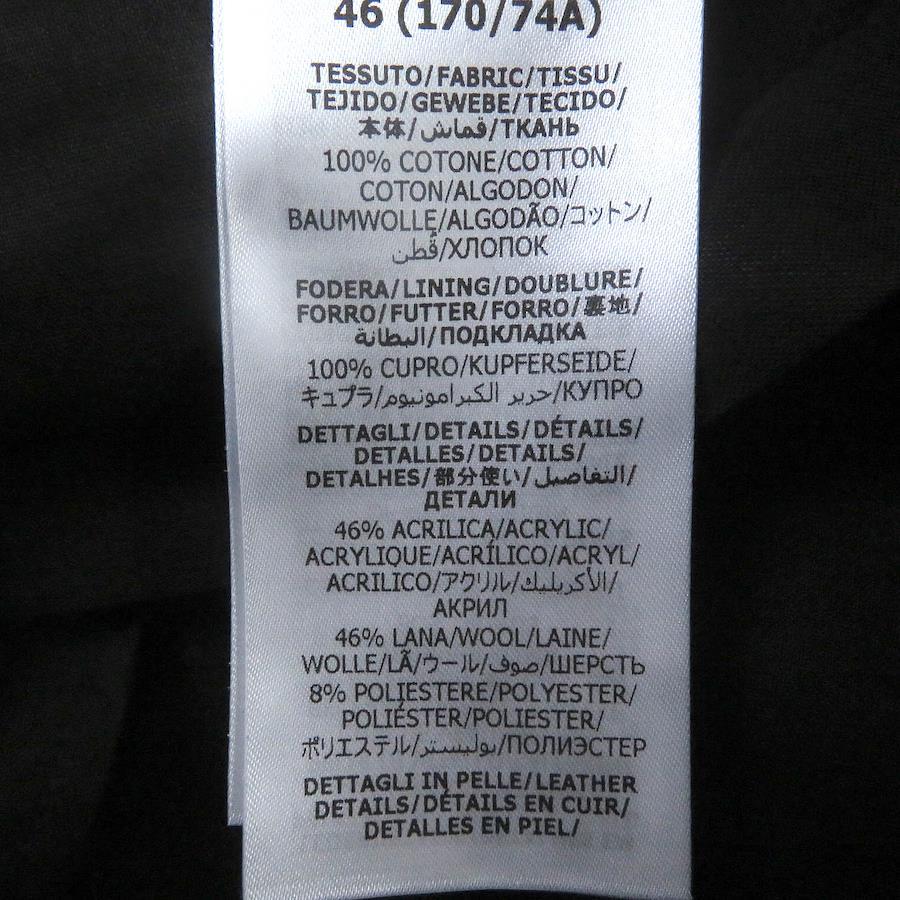 46 (170/74A)
TESSUTO/FABRIC/TISSU/
TEJIDO/GEWEBE/TECIDO/
本体/قماش/ТКАНЬ
100% COTONE/COTTON/
COTON/ALGODON/
BAUMWOLLE/ALGODÃO/コットン/
قُطن/ХЛОПОК
FODERA/LINING/DOUBLURE/
FORRO/FUTTER/FORRO/裏地/
البطانة/ПОДКЛАДКА
100% CUPRO/KUPFERSEIDE/
キュプラ/حرير الكبرامونيوم/КУПРО
DETTAGLI/DETAILS/DÉTAILS/
DETALLES/DETAILS/
DETALHES/部分使い/التفاصيل/
ДЕТАЛИ
46% ACRILICA/ACRYLIC/
ACRYLIQUE/ACRÍLICO/ACRYL/
ACRILICO/アクリル/الأكريليك/
АКРИЛ
46% LANA/WOOL/LAINE/
WOLLE/LÃ/ウール/صوف/ШЕРСТЬ
8% POLIESTERE/POLYESTER/
POLIÉSTER/POLIESTER/
ポリエステル/بوليستر/ПОЛИЭСТЕР
DETTAGLI IN PELLE/LEATHER
DETAILS/DÉTAILS EN CUIR/
DETALLES EN PIEL/